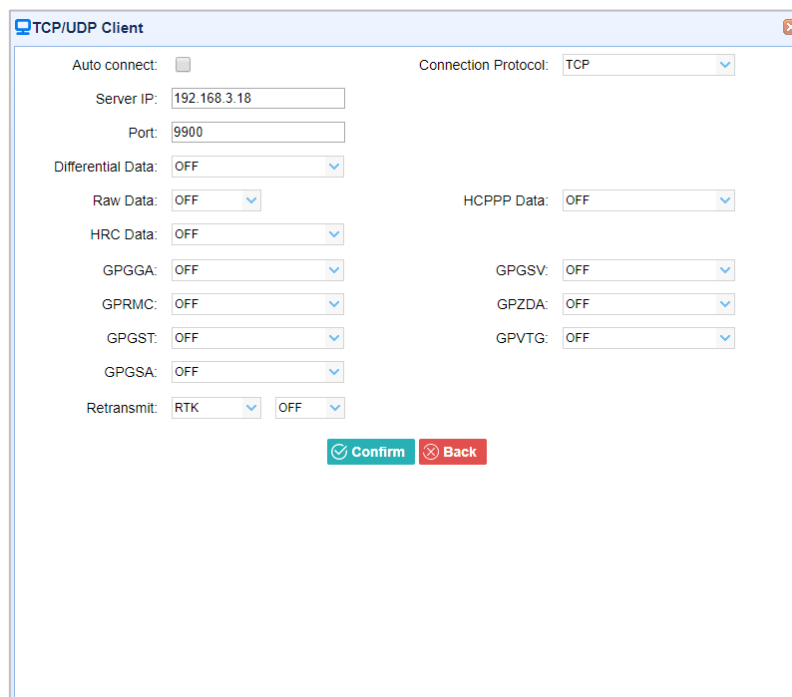 TCP/UDP Client
Auto connect: Connection Protocol: TCP
Server IP: 192.168.3.18
Port: 9900
Differential Data: OFF
Raw Data: OFF HCPPP Data: OFF
HRC Data: OFF
GPGGA: OFF GPGSV: OFF
GPRMC: OFF GPZDA: OFF
GPGST: OFF GPVTG: OFF
GPGSA: OFF
Retransmit: RTK OFF
Confirm Back